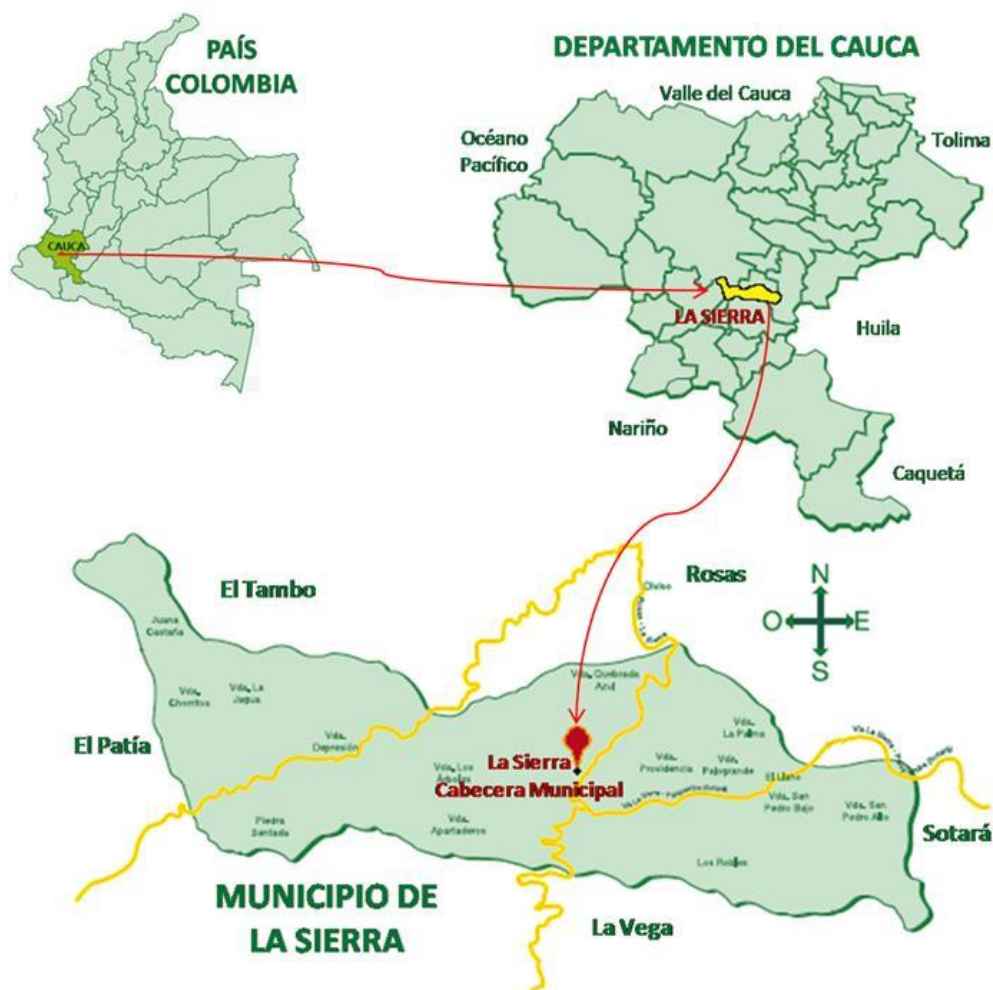 PAÍS
COLOMBIA
CAUCA
DEPARTAMENTO DEL CAUCA
Valle del Cauca
Océano
Pacífico
Tolima
LA SIERRA
Huila
Nariño
Caquetá
El Tambo
Rosas
N
O
E
S
Juana
Castaña
Vda.
Vda. La
Jagua
El Patía
Vda.
Depresión
Vda. Quebrada
Azul
Vda.
La Palma
La Sierra
Cabecera Municipal
Vda. Los
Árboles
Vda.
Providencia
Vda.
Palogrande
El Llano
Vda. San
Pedro Bajo
Vda. San
Pedro Alto
Sotará
Piedra
Sentada
Vda.
Apartaderos
Los Robles
MUNICIPIO DE
LA SIERRA
La Vega